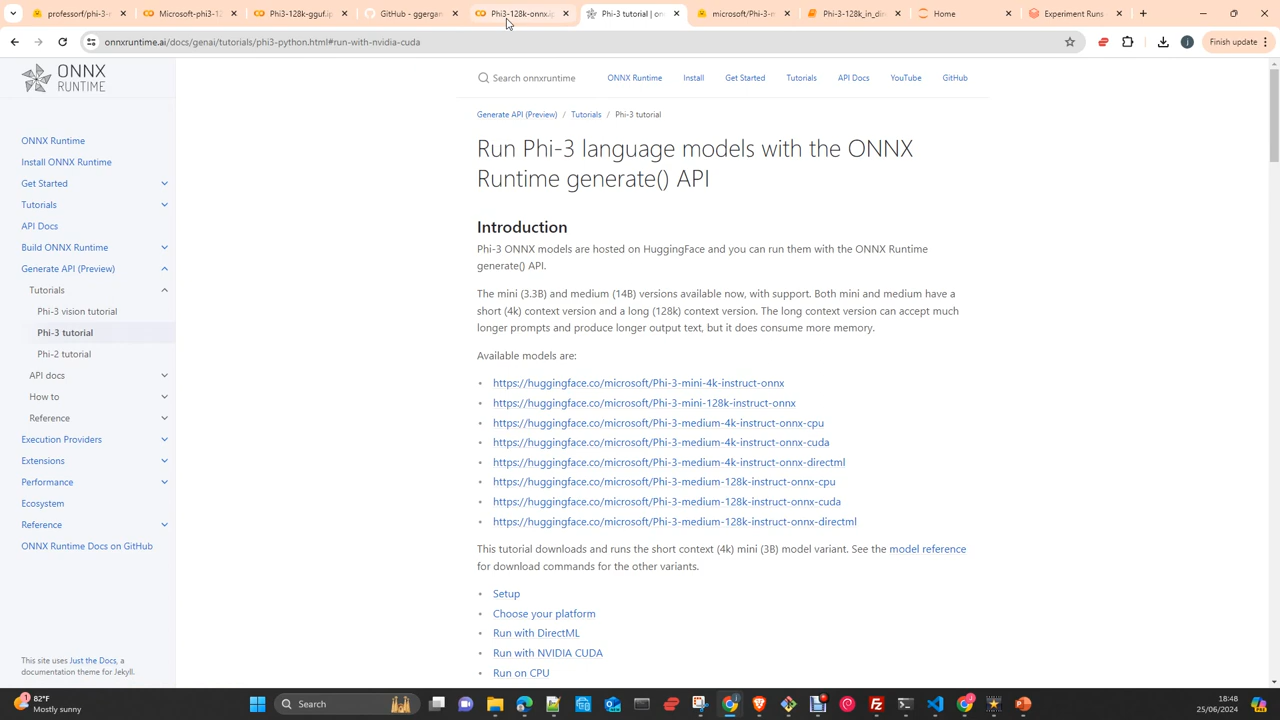 professorf/phi-3-m
Microsoft-phi3-12
Phi3-128k-gguf.ip
GitHub - ggergan
Phi3-128k-onnx/g
Phi-3 tutorial | on
microsoft/Phi-3-m
Phi-3-128k_in_dir
Home
Experiment Runs
onnxruntime.ai/docs/genai/tutorials/phi3-python.html#run-with-nvidia-cuda
Finish update
ONNX
RUNTIME
Search onnxruntime
ONNX Runtime
Install
Get Started
Tutorials
API Docs
YouTube
GitHub
ONNX Runtime
Install ONNX Runtime
Get Started
Tutorials
API Docs
Build ONNX Runtime
Generate API (Preview)
Tutorials
Phi-3 vision tutorial
Phi-3 tutorial
Phi-2 tutorial
API docs
How to
Reference
Execution Providers
Extensions
Performance
Ecosystem
Reference
ONNX Runtime Docs on GitHub
This site uses Just the Docs, a
documentation theme for Jekyll.
Generate API (Preview) / Tutorials / Phi-3 tutorial
Run Phi-3 language models with the ONNX
Runtime generate() API
Introduction
Phi-3 ONNX models are hosted on HuggingFace and you can run them with the ONNX Runtime
generate() API.
The mini (3.3B) and medium (14B) versions available now, with support. Both mini and medium have a
short (4k) context version and a long (128k) context version. The long context version can accept much
longer prompts and produce longer output text, but it does consume more memory.
Available models are:
• https://huggingface.co/microsoft/Phi-3-mini-4k-instruct-onnx
• https://huggingface.co/microsoft/Phi-3-mini-128k-instruct-onnx
• https://huggingface.co/microsoft/Phi-3-medium-4k-instruct-onnx-cpu
• https://huggingface.co/microsoft/Phi-3-medium-4k-instruct-onnx-cuda
• https://huggingface.co/microsoft/Phi-3-medium-4k-instruct-onnx-directml
• https://huggingface.co/microsoft/Phi-3-medium-128k-instruct-onnx-cpu
• https://huggingface.co/microsoft/Phi-3-medium-128k-instruct-onnx-cuda
• https://huggingface.co/microsoft/Phi-3-medium-128k-instruct-onnx-directml
This tutorial downloads and runs the short context (4k) mini (3B) model variant. See the model reference
for download commands for the other variants.
• Setup
• Choose your platform
• Run with DirectML
• Run with NVIDIA CUDA
• Run on CPU
82°F
Mostly sunny
Search
18:48
25/06/2024